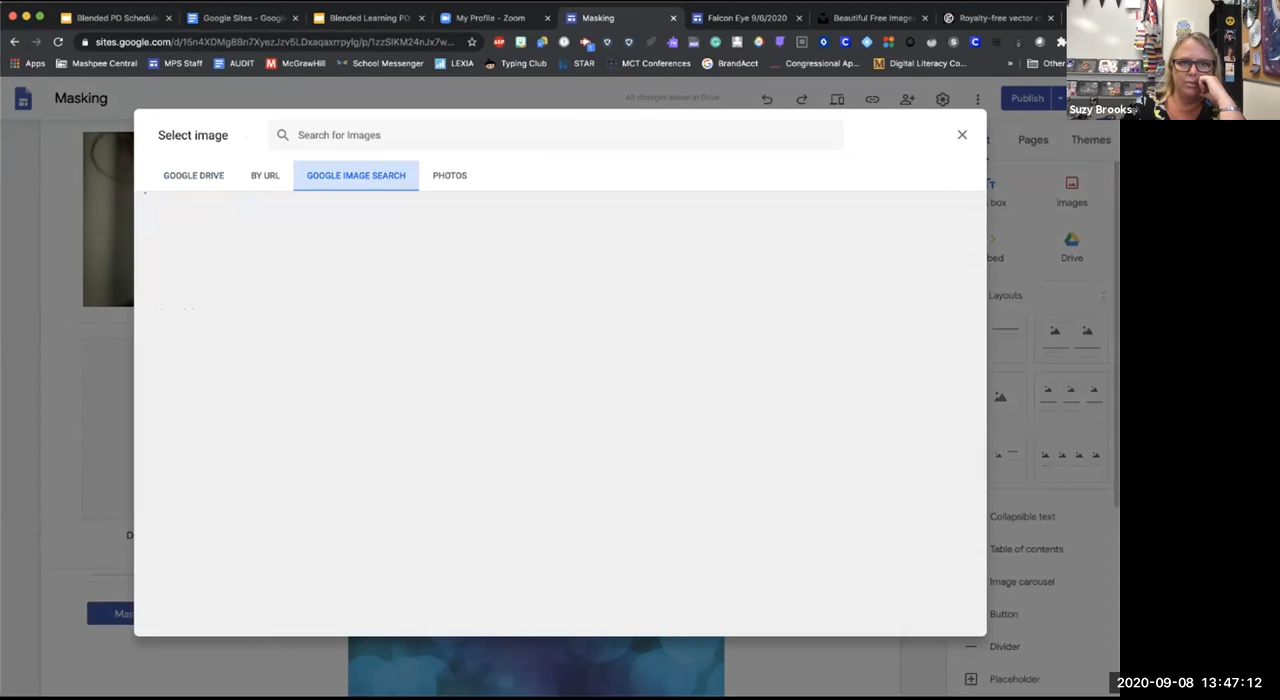 Blended PD Schedul
Google Sites - Googl
Blended Learning PD
My Profile - Zoom
Masking
Falcon Eye 9/6/2020
Beautiful Free Images
Royalty-free vector c
sites.google.com/d/15n4XDMg8Bn7XyezJzv5LDxaqaxrrpylg/p/1zzSIKM24nJx7w...
Apps
Mashpee Central
MPS Staff
AUDIT
McGrawHill
School Messenger
LEXIA
Typing Club
STAR
MCT Conferences
BrandAcct
Congressional Ap...
Digital Literacy Co...
»
Other
Suzy Brooks
Masking
All changes saved in Drive
Publish
Select image
Search for Images
GOOGLE DRIVE
BY URL
GOOGLE IMAGE SEARCH
PHOTOS
Pages
Themes
box
Images
bed
Drive
Layouts
D
Mas
Collapsible text
Table of contents
Image carousel
Button
Divider
Placeholder
2020-09-08 13:47:12